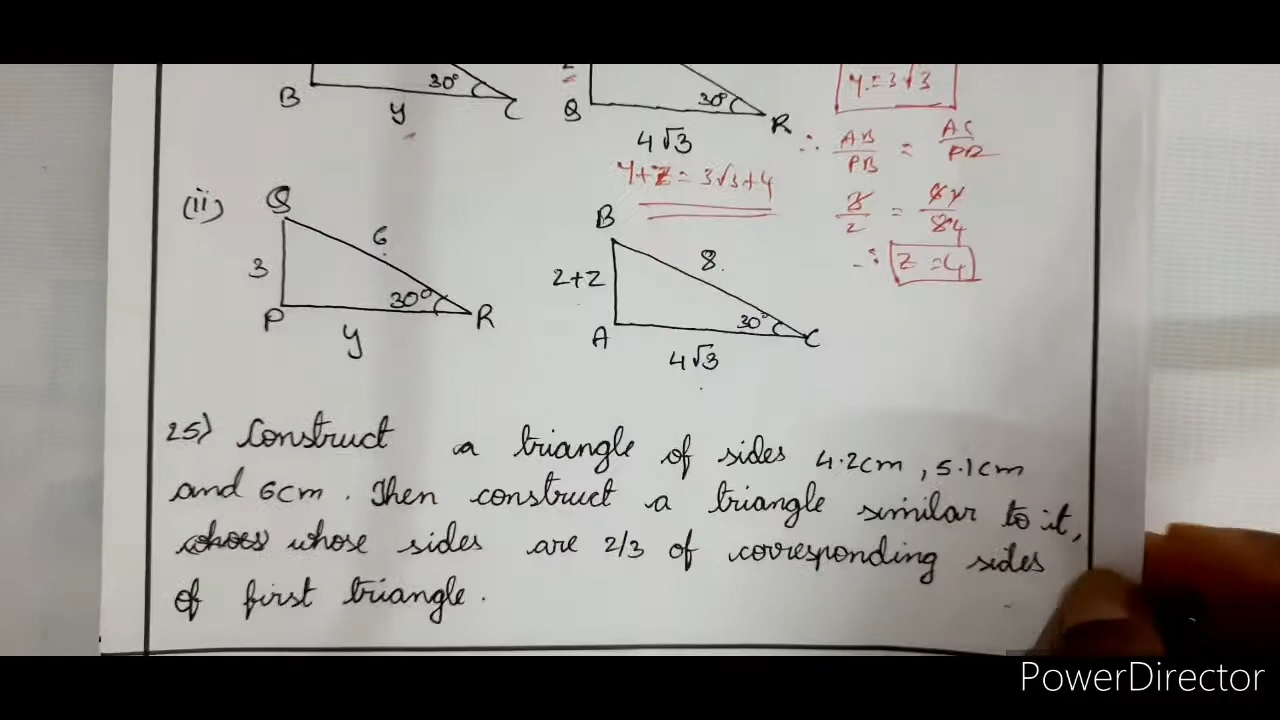 30°
B
y
C
30°
Q
R
4√3
y = 3√3
∴ AB/PB = AC/PR
y+z = 3√3+4
(ii)
Q
6
3
30°
P
y
R
B
8
2+z
30°
A
C
4√3
∴ z = 4
25) Construct a triangle of sides 4.2cm, 5.1cm
and 6cm. Then construct a triangle similar to it,
whose sides are 2/3 of corresponding sides
of first triangle.
PowerDirector